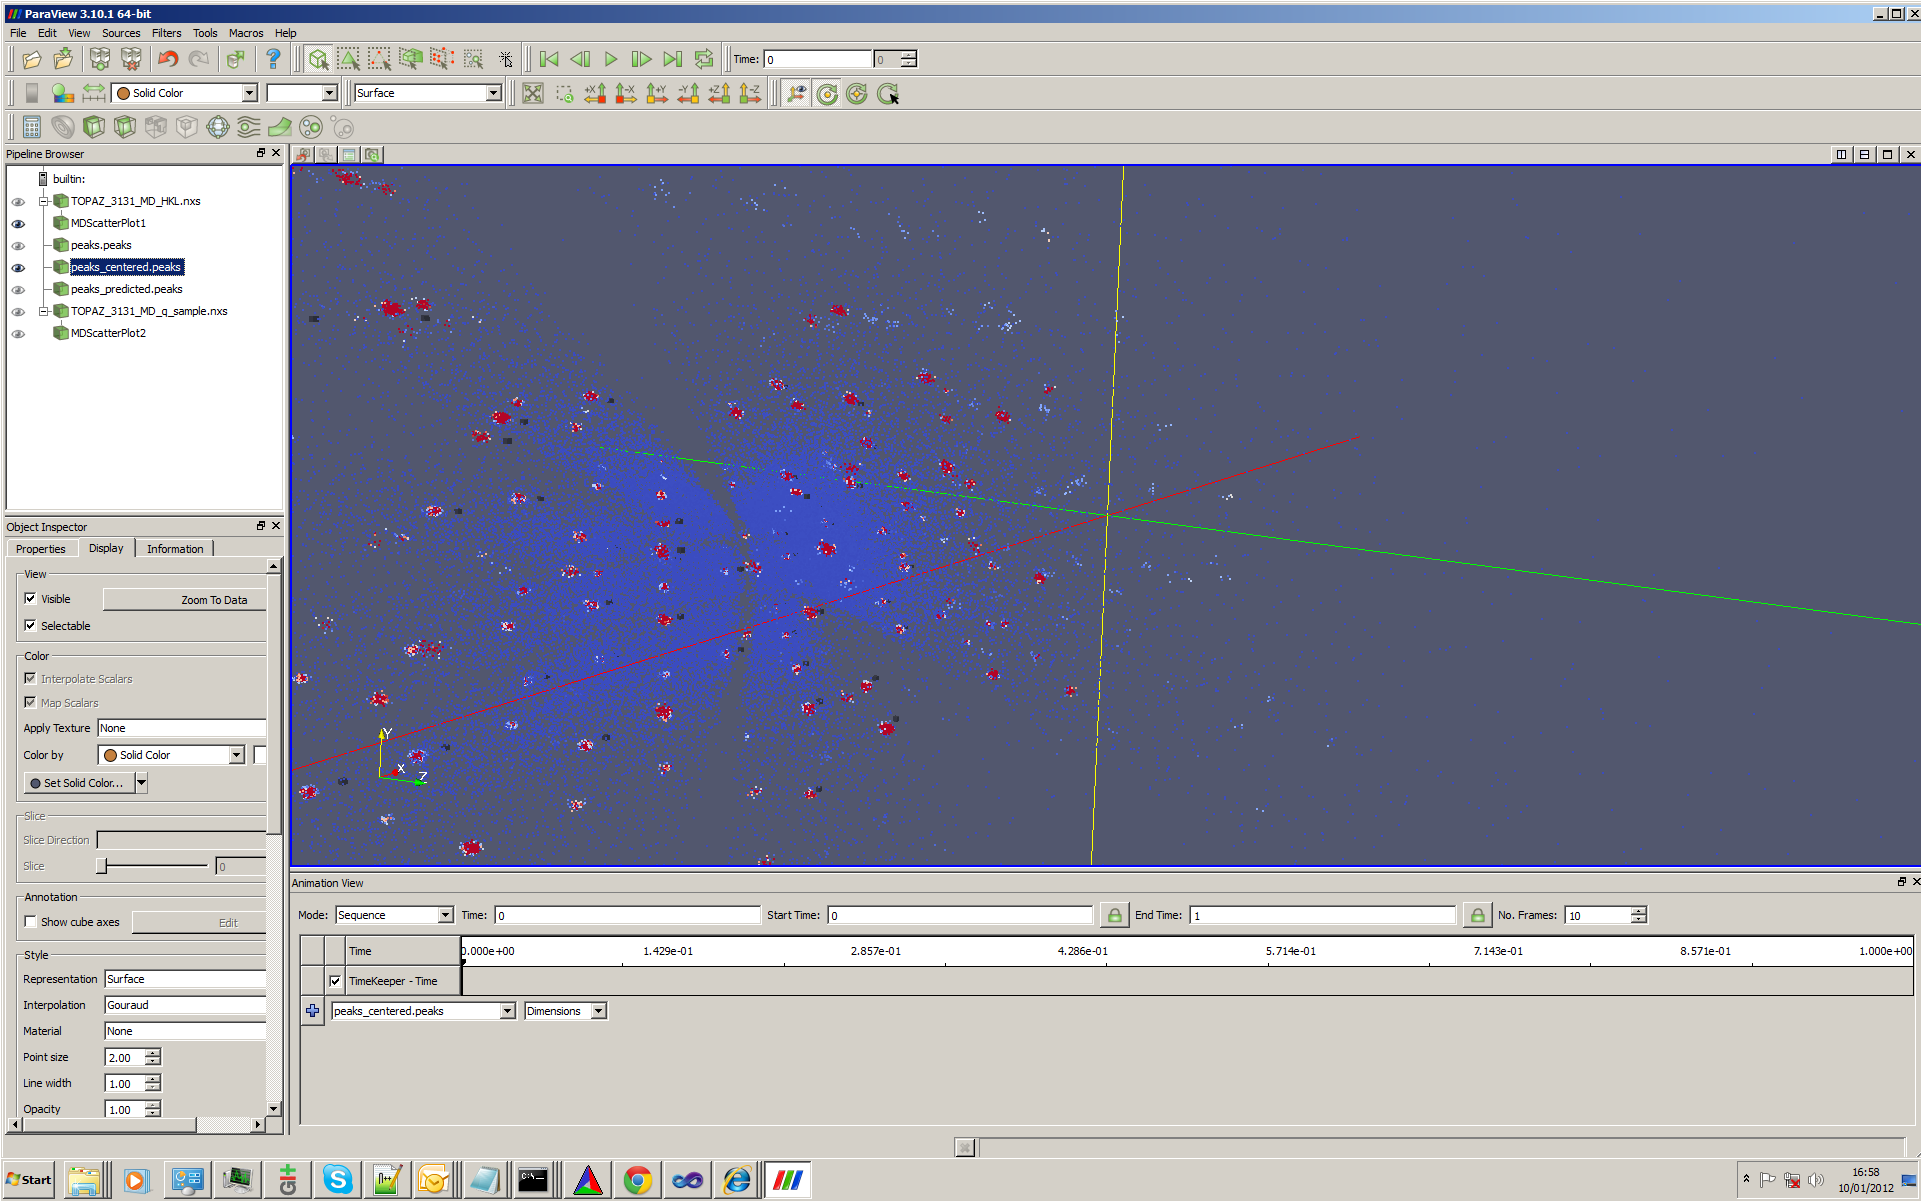 ParaView 3.10.1 64-bit
File Edit View Sources Filters Tools Macros Help
Time: 0 0
Solid Color Surface +X -X +Y -Y +Z -Z
Pipeline Browser
builtin:
TOPAZ_3131_MD_HKL.nxs
MDScatterPlot1
peaks.peaks
peaks_centered.peaks
peaks_predicted.peaks
TOPAZ_3131_MD_q_sample.nxs
MDScatterPlot2
Object Inspector
Properties Display Information
View
Visible Zoom To Data
Selectable
Color
Interpolate Scalars
Map Scalars
Apply Texture None
Color by Solid Color
Set Solid Color...
Slice
Slice Direction
Slice 0
Annotation
Show cube axes Edit
Style
Representation Surface
Interpolation Gouraud
Material None
Point size 2.00
Line width 1.00
Opacity 1.00
Y
X
Z
Animation View
Mode: Sequence Time: 0 Start Time: 0 End Time: 1 No. Frames: 10
Time 0.000e+00 1.429e-01 2.857e-01 4.286e-01 5.714e-01 7.143e-01 8.571e-01 1.000e+00
TimeKeeper - Time
peaks_centered.peaks Dimensions
Start git C:\_ 16:58
10/01/2012